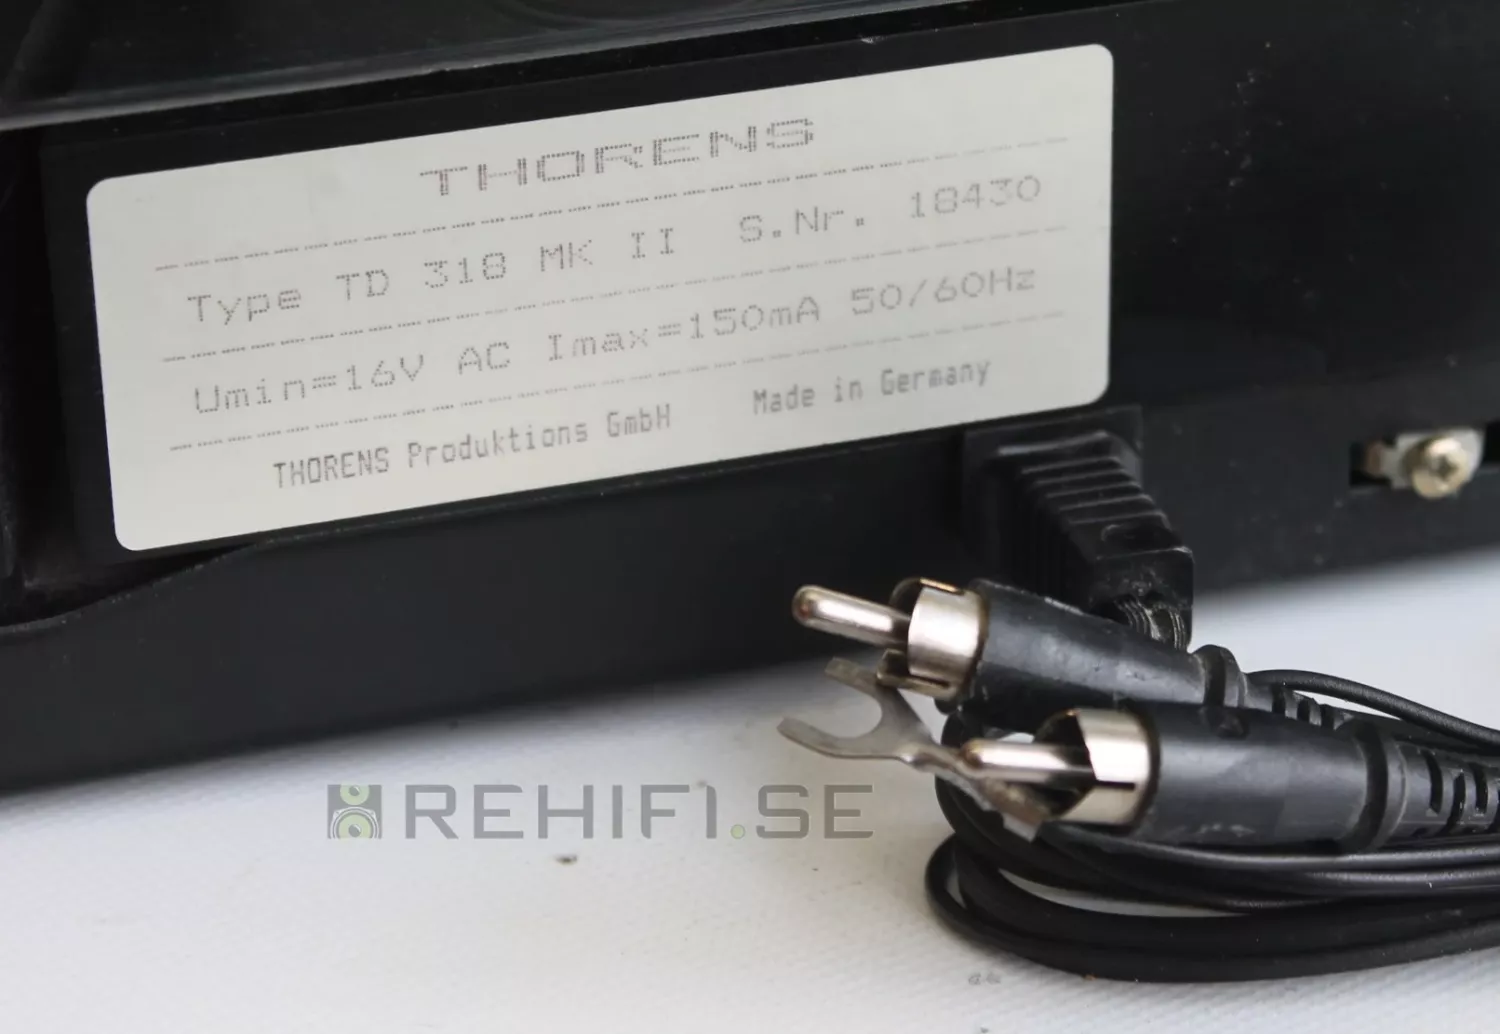 THORENS
Type TD 318 MK II S.Nr. 18430
Umin=16V AC Imax=150mA 50/60Hz
THORENS Produktions GmbH Made in Germany
REHIFI.SE